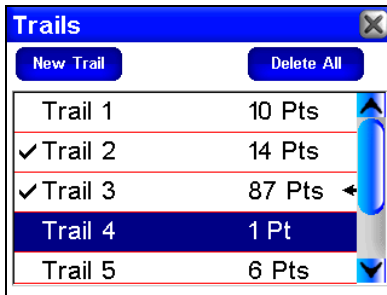 Trails
New Trail Delete All
Trail 1 10 Pts
Trail 2 14 Pts
Trail 3 87 Pts
Trail 4 1 Pt
Trail 5 6 Pts